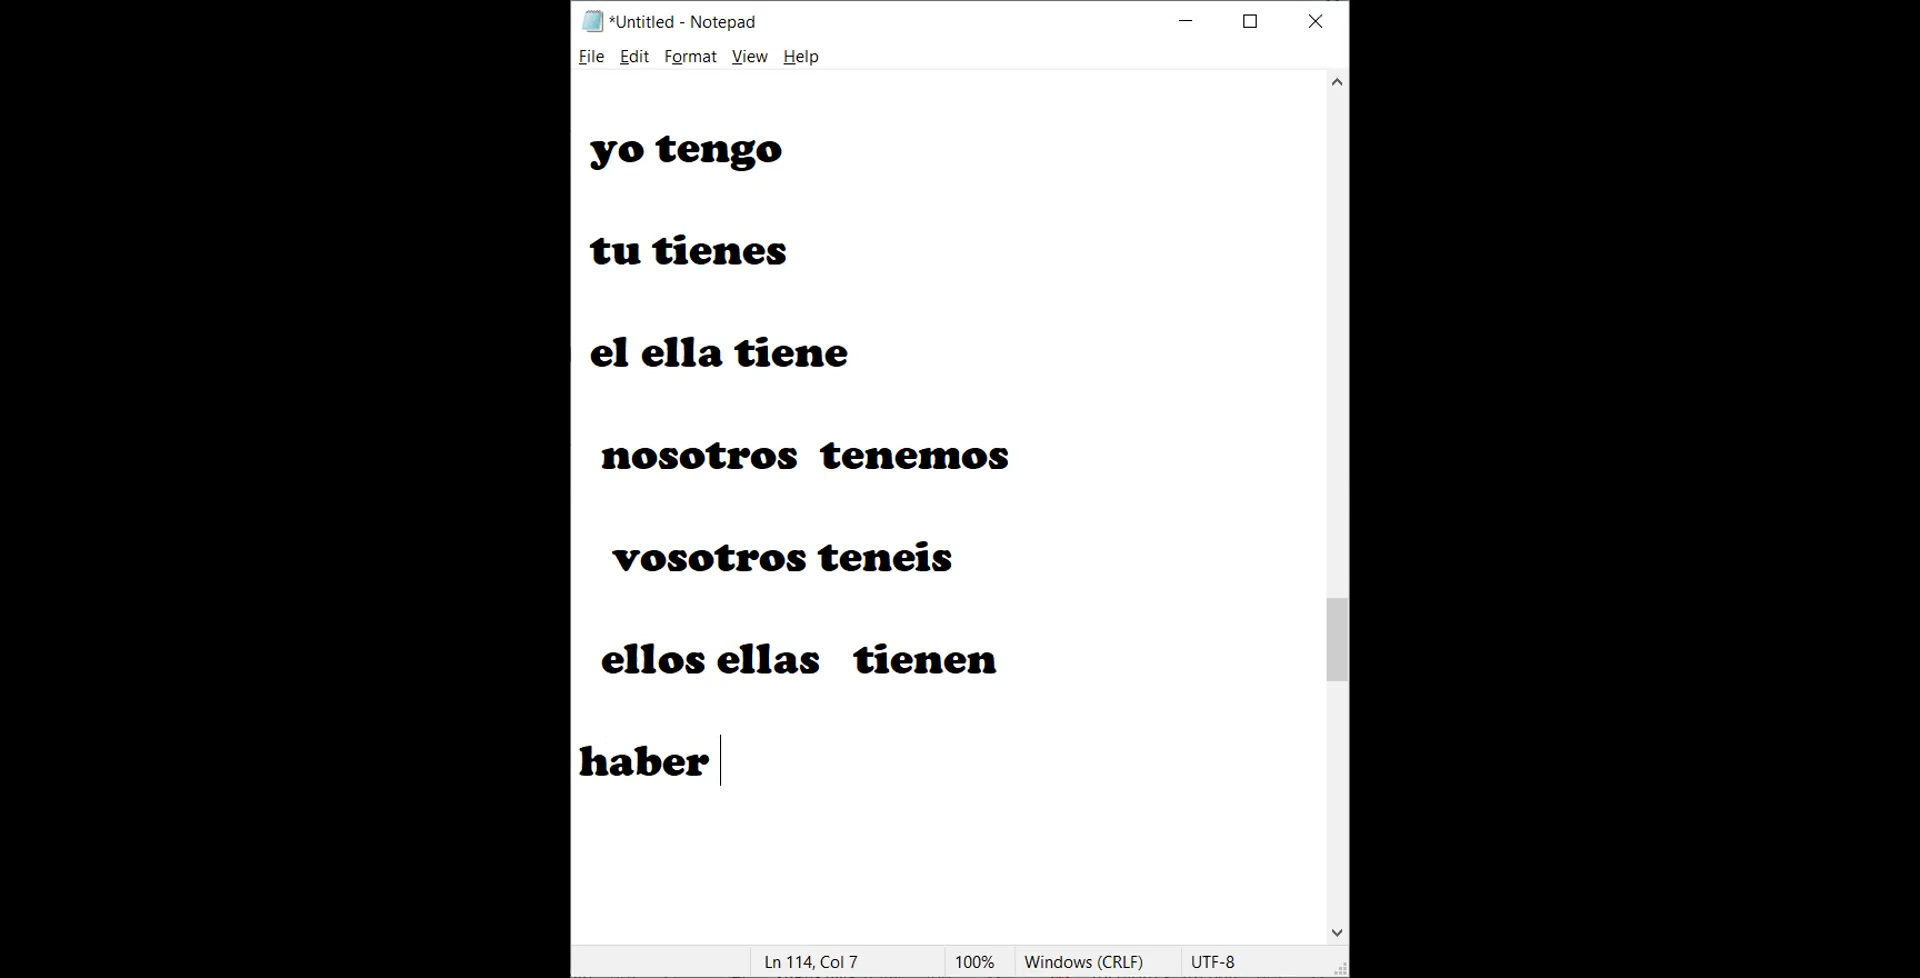 *Untitled - Notepad
File Edit Format View Help
yo tengo
tu tienes
el ella tiene
nosotros tenemos
vosotros teneis
ellos ellas tienen
haber
Ln 114, Col 7 100% Windows (CRLF) UTF-8